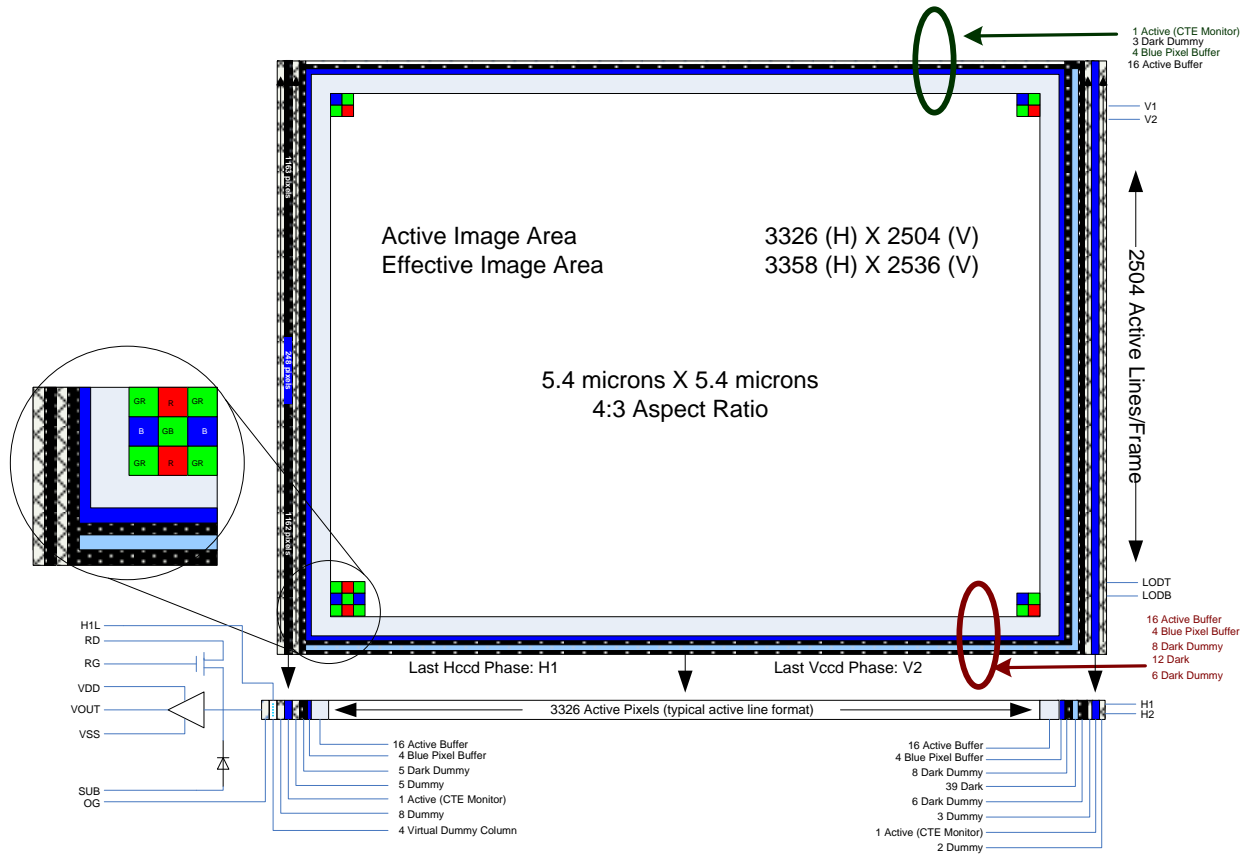 1 Active (CTE Monitor)
3 Dark Dummy
4 Blue Pixel Buffer
16 Active Buffer
V1
V2
1163 pixels
248 pixels
1162 pixels
Active Image Area 3326 (H) X 2504 (V)
Effective Image Area 3358 (H) X 2536 (V)
5.4 microns X 5.4 microns
4:3 Aspect Ratio
2504 Active Lines/Frame
GR R GR
B GB B
GR R GR
LODT
LODB
16 Active Buffer
4 Blue Pixel Buffer
8 Dark Dummy
12 Dark
6 Dark Dummy
Last Hccd Phase: H1 Last Vccd Phase: V2
H1L
RD
RG
VDD
VOUT
VSS
SUB
OG
3326 Active Pixels (typical active line format)
H1
H2
16 Active Buffer
4 Blue Pixel Buffer
5 Dark Dummy
5 Dummy
1 Active (CTE Monitor)
8 Dummy
4 Virtual Dummy Column
16 Active Buffer
4 Blue Pixel Buffer
8 Dark Dummy
39 Dark
6 Dark Dummy
3 Dummy
1 Active (CTE Monitor)
2 Dummy